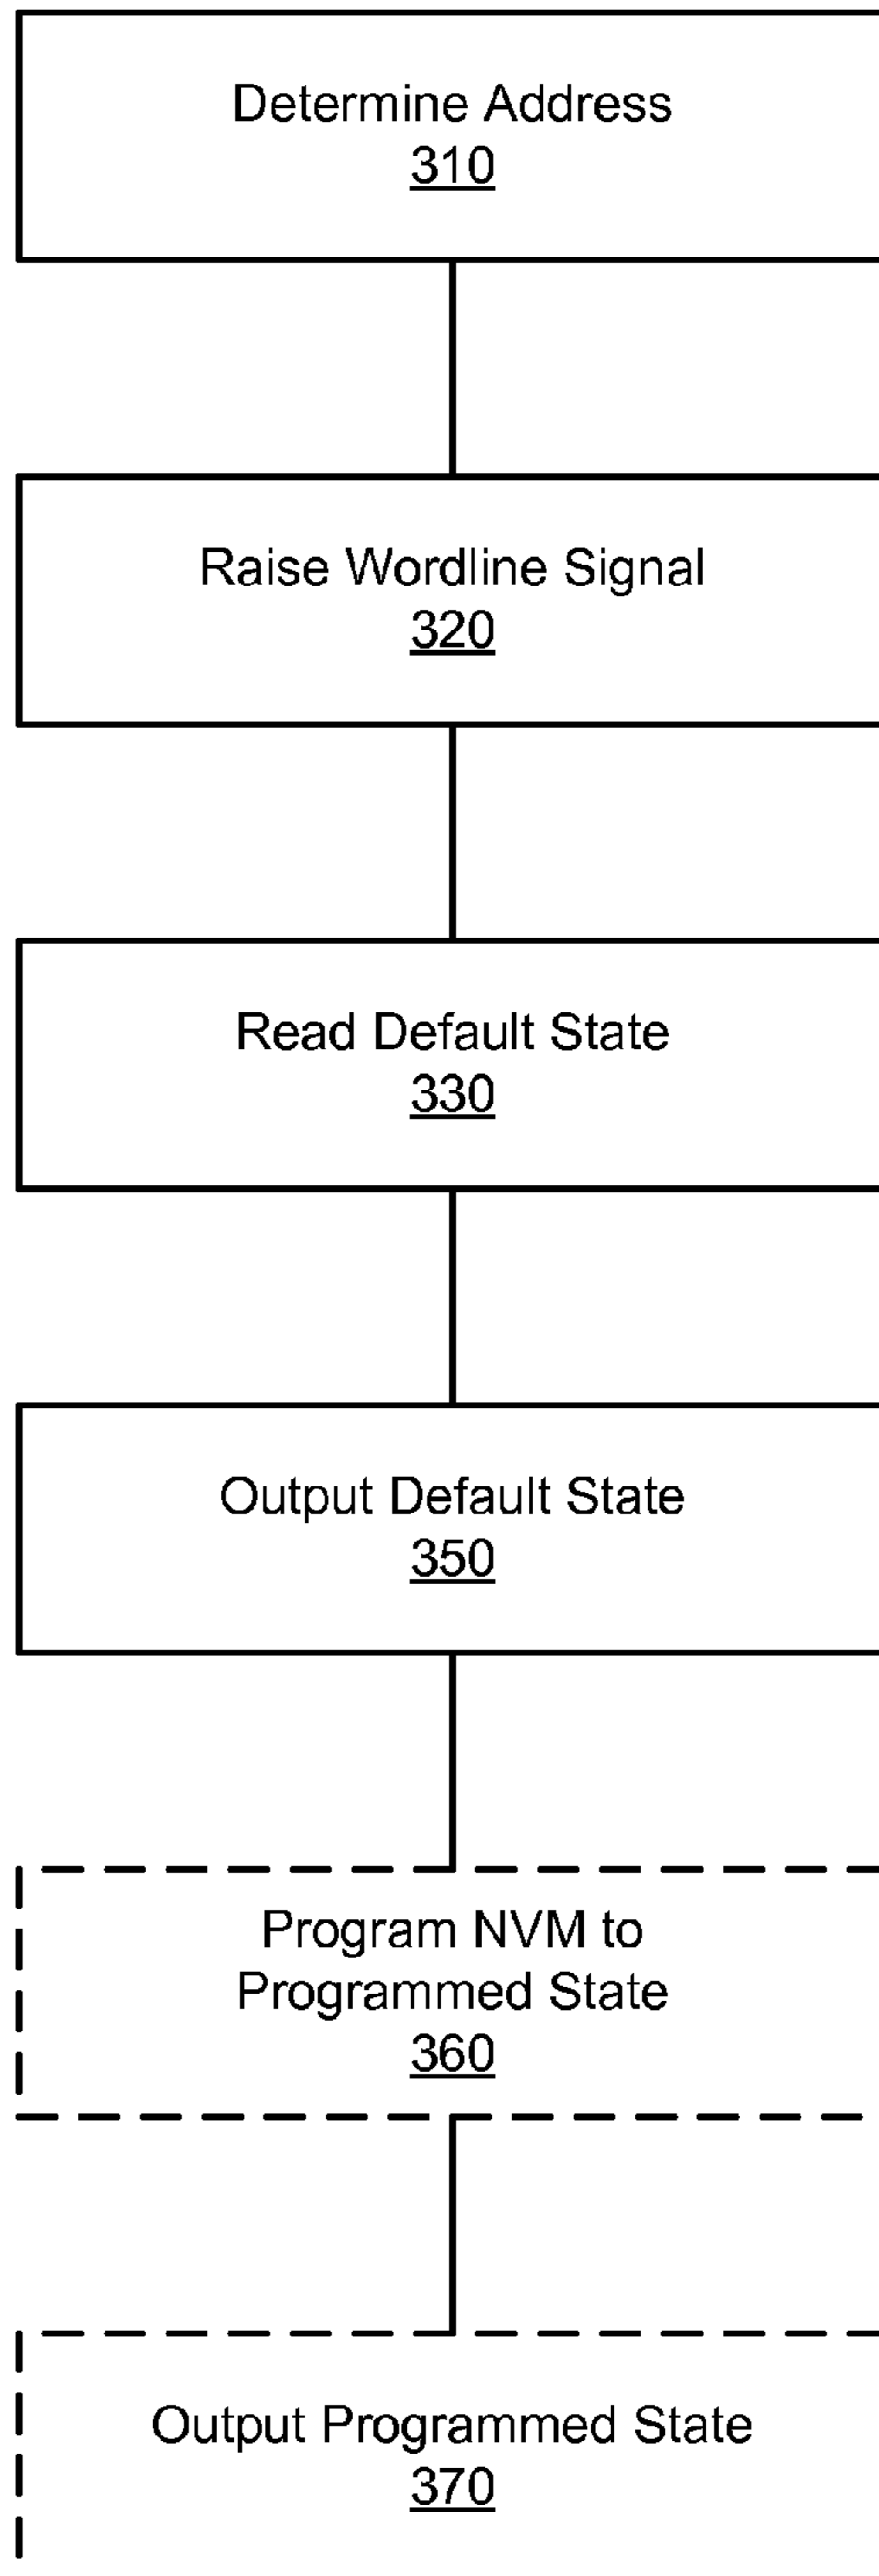 Determine Address
310
Raise Wordline Signal
320
Read Default State
330
Output Default State
350
Program NVM to
Programmed State
360
Output Programmed State
370